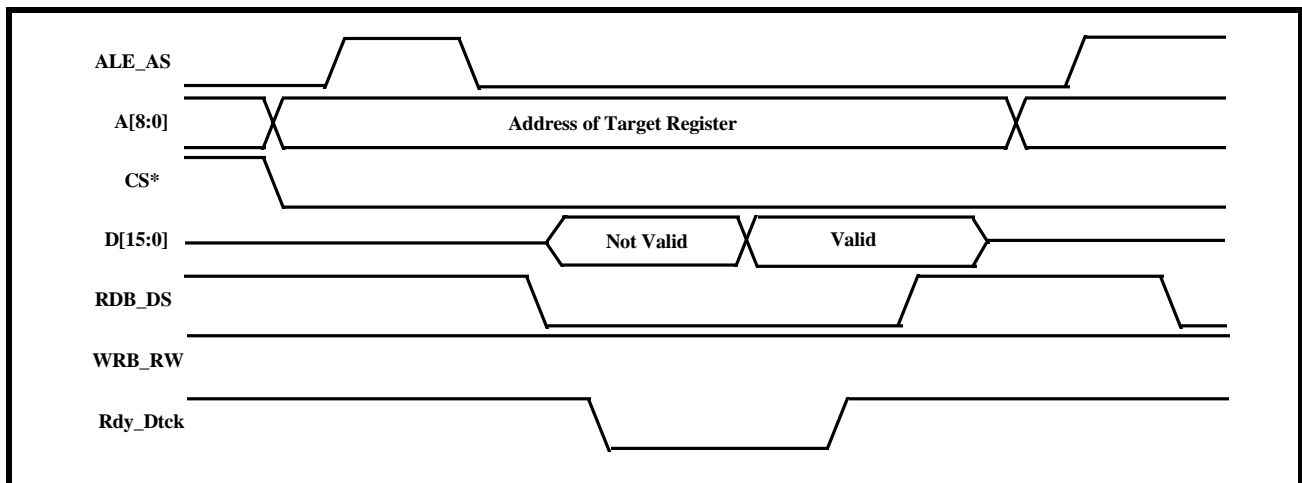 ALE_AS
A[8:0]
Address of Target Register
CS*
D[15:0]
Not Valid
Valid
RDB_DS
WRB_RW
Rdy_Dtck